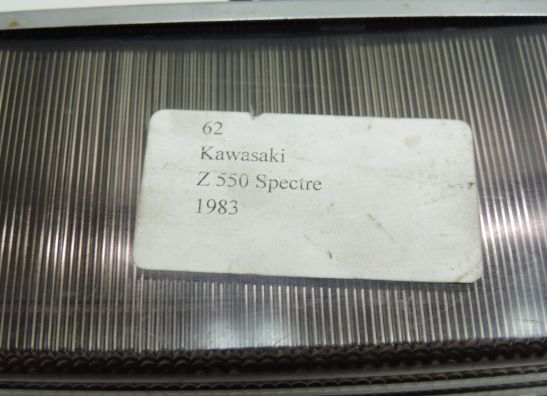 62
Kawasaki
Z 550 Spectre
1983